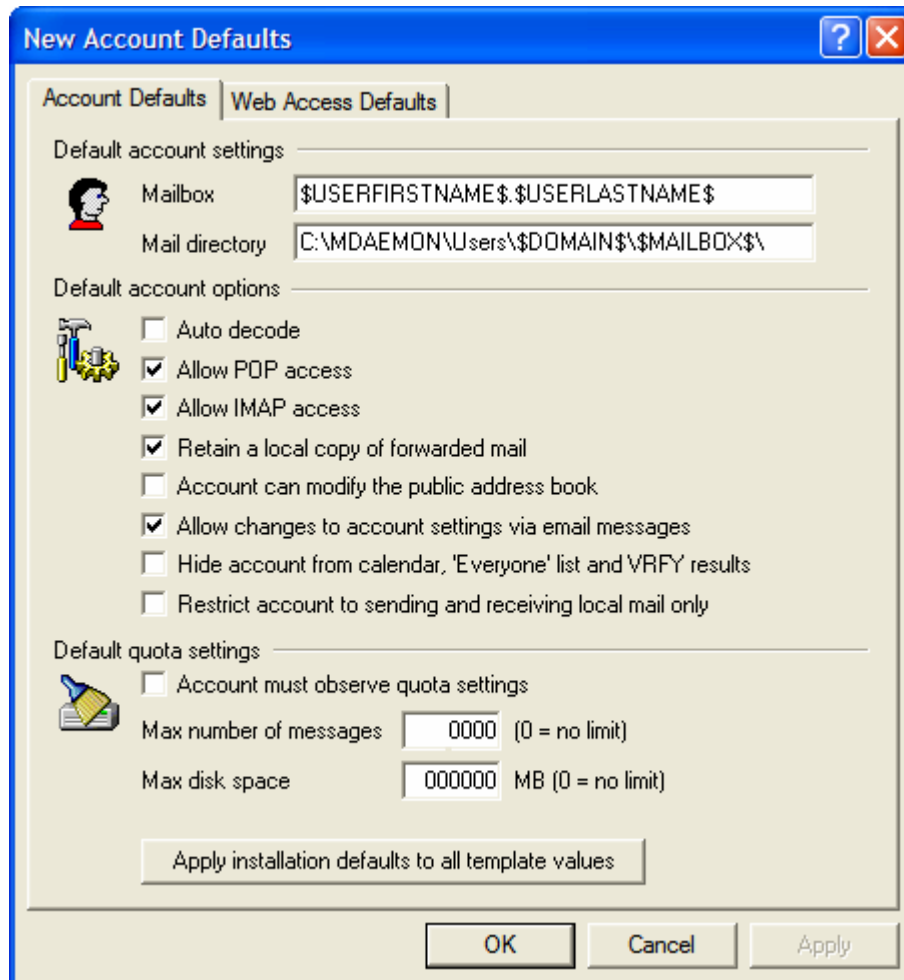 New Account Defaults
Account Defaults
Web Access Defaults
Default account settings
Mailbox
$USERFIRSTNAME$.$USERLASTNAME$
Mail directory
C:\MDAEMON\Users\$DOMAIN$\$MAILBOX$\
Default account options
Auto decode
Allow POP access
Allow IMAP access
Retain a local copy of forwarded mail
Account can modify the public address book
Allow changes to account settings via email messages
Hide account from calendar, 'Everyone' list and VRFY results
Restrict account to sending and receiving local mail only
Default quota settings
Account must observe quota settings
Max number of messages 0000 (0 = no limit)
Max disk space 000000 MB (0 = no limit)
Apply installation defaults to all template values
OK
Cancel
Apply